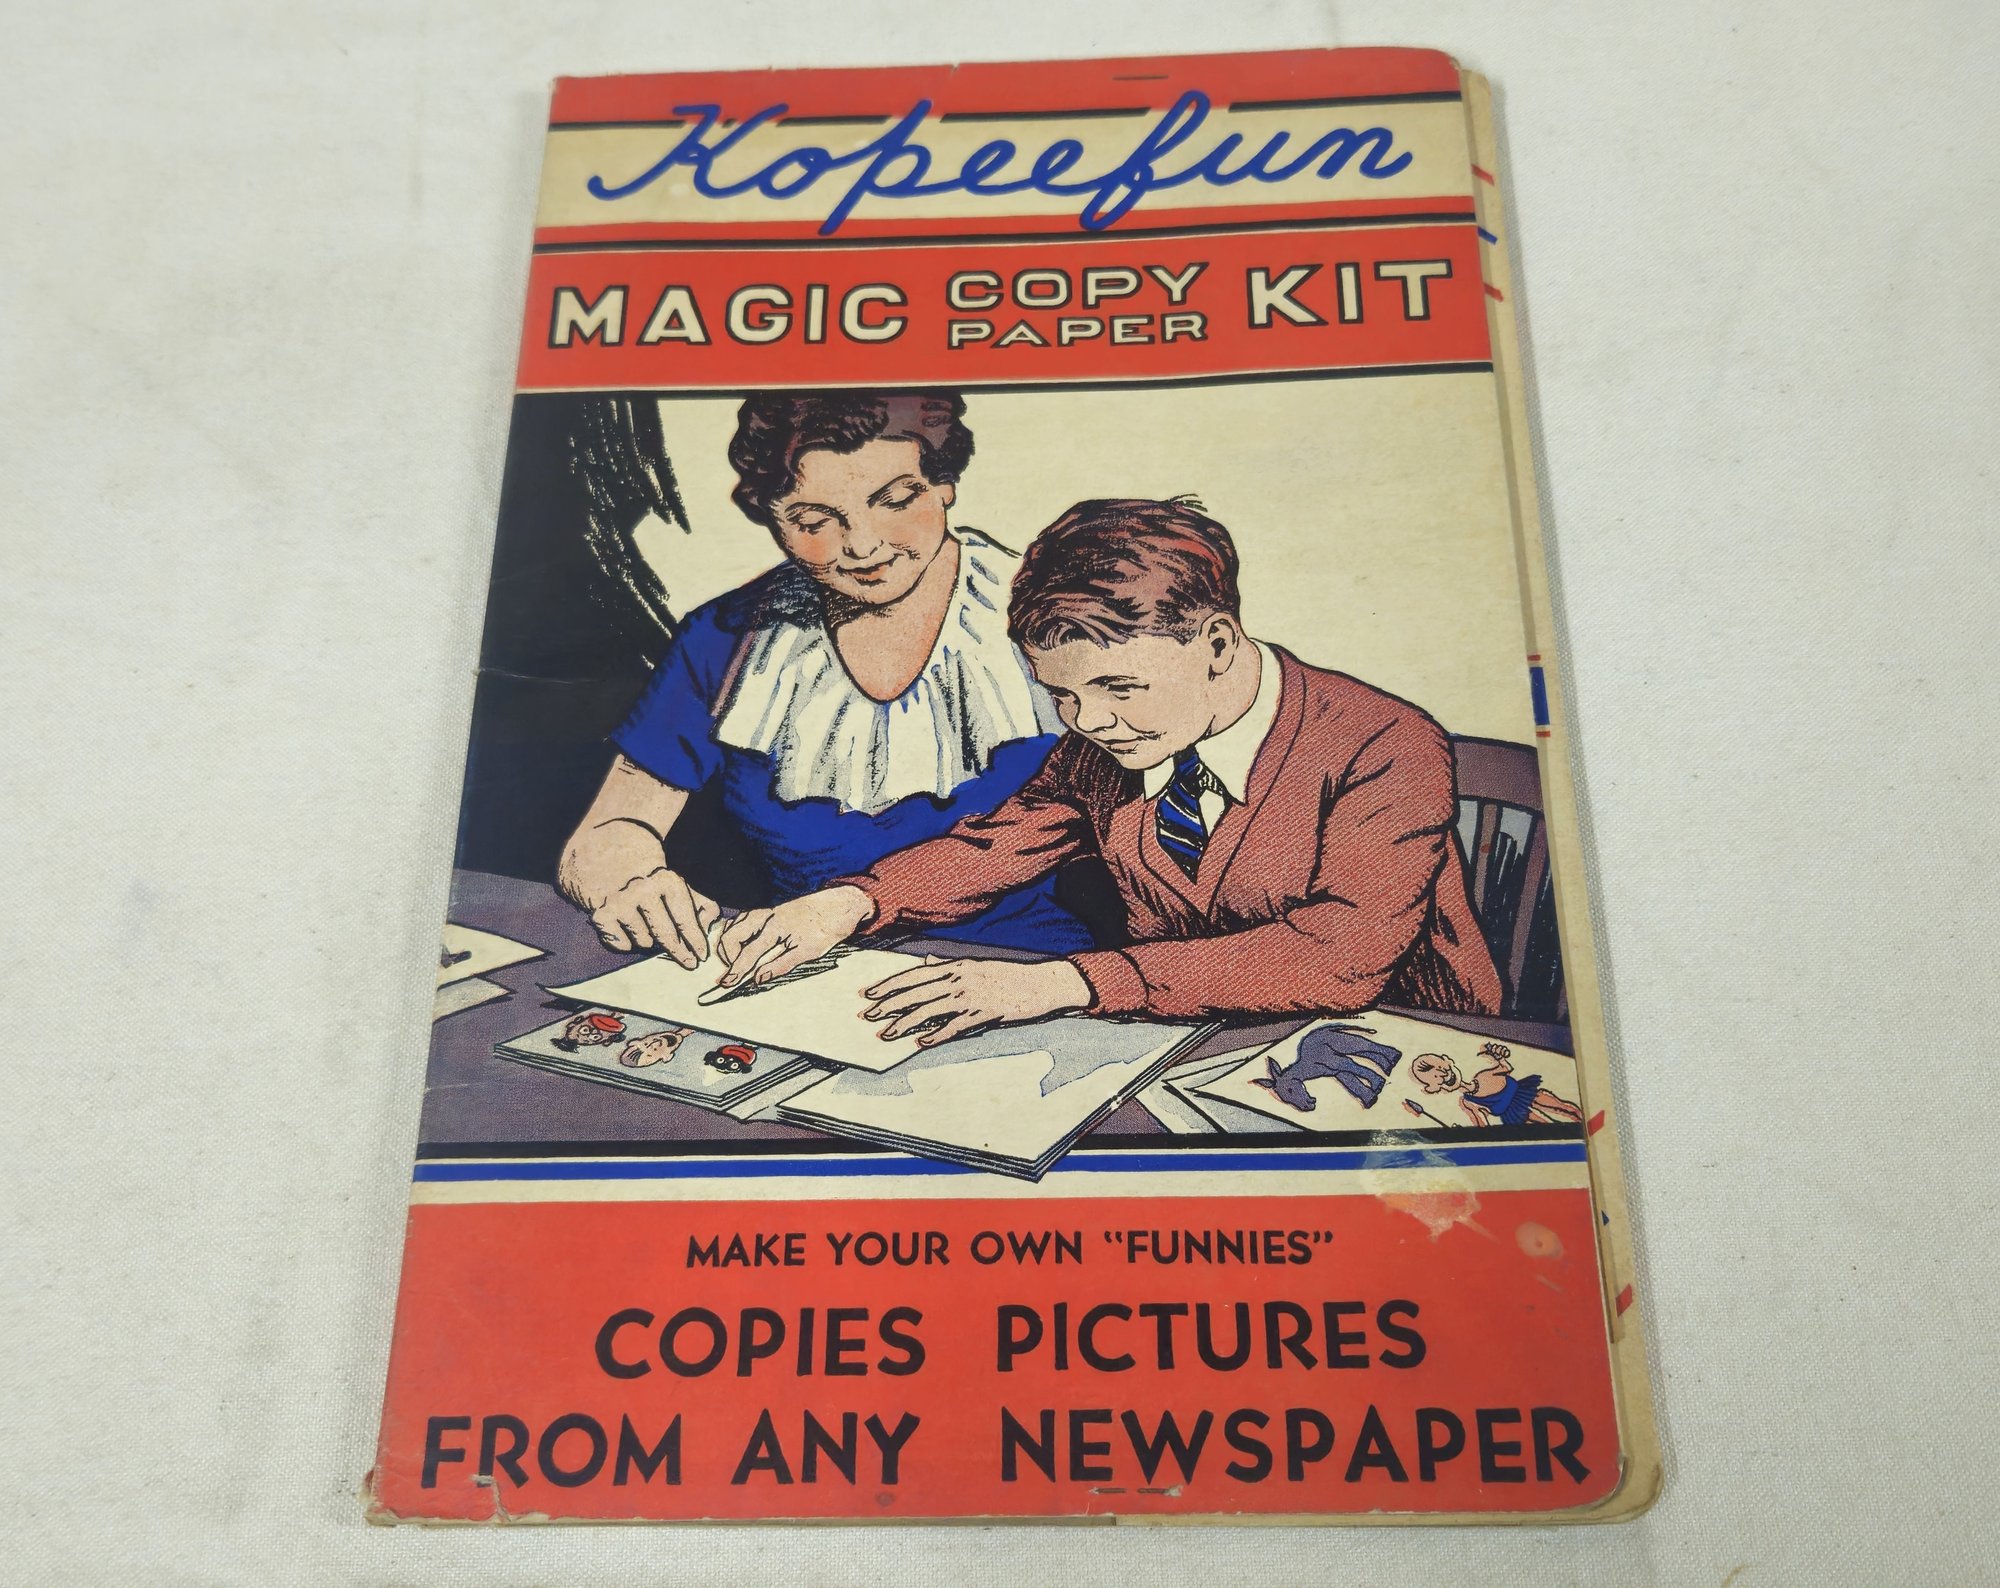 Kopeefun
MAGIC COPY PAPER KIT
MAKE YOUR OWN "FUNNIES"
COPIES PICTURES
FROM ANY NEWSPAPER